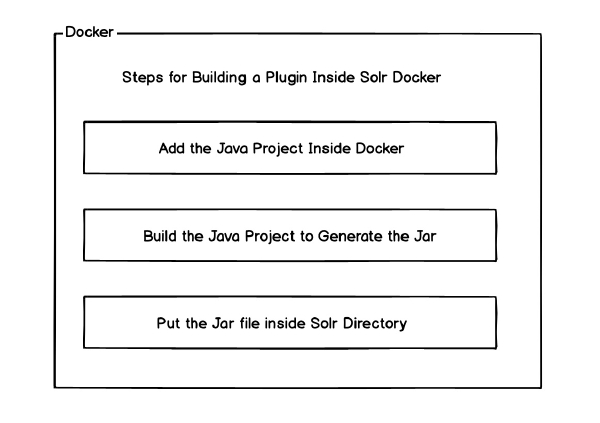 Docker
Steps for Building a Plugin Inside Solr Docker
Add the Java Project Inside Docker
Build the Java Project to Generate the Jar
Put the Jar file inside Solr Directory